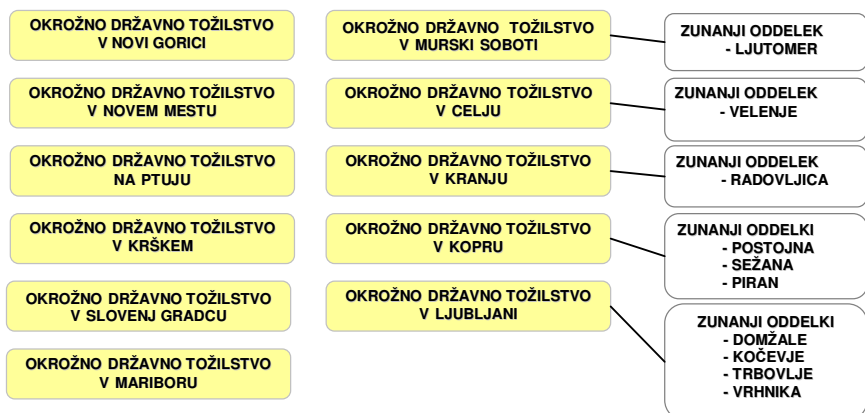 OKROŽNO DRŽAVNO TOŽILSTVO
V NOVI GORICI
OKROŽNO DRŽAVNO TOŽILSTVO
V NOVEM MESTU
OKROŽNO DRŽAVNO TOŽILSTVO
NA PTUJU
OKROŽNO DRŽAVNO TOŽILSTVO
V KRŠKEM
OKROŽNO DRŽAVNO TOŽILSTVO
V SLOVENJ GRADCU
OKROŽNO DRŽAVNO TOŽILSTVO
V MARIBORU
OKROŽNO DRŽAVNO TOŽILSTVO
V MURSKI SOBOTI
OKROŽNO DRŽAVNO TOŽILSTVO
V CELJU
OKROŽNO DRŽAVNO TOŽILSTVO
V KRANJU
OKROŽNO DRŽAVNO TOŽILSTVO
V KOPRU
OKROŽNO DRŽAVNO TOŽILSTVO
V LJUBLJANI
ZUNANJI ODDELEK
- LJUTOMER
ZUNANJI ODDELEK
- VELENJE
ZUNANJI ODDELEK
- RADOVLJICA
ZUNANJI ODDELKI
- POSTOJNA
- SEŽANA
- PIRAN
ZUNANJI ODDELKI
- DOMŽALE
- KOČEVJE
- TRBOVLJE
- VRHNIKA